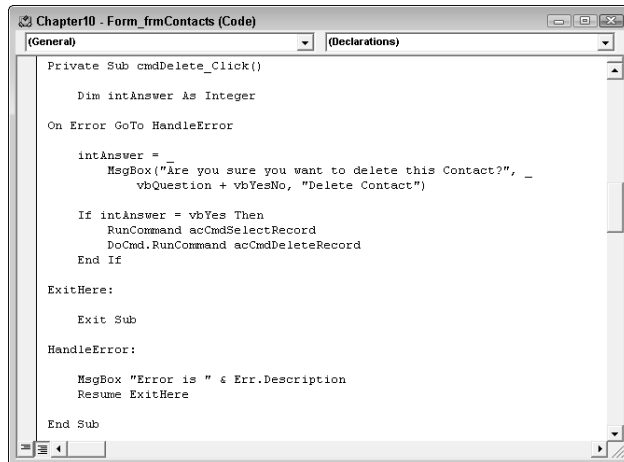 Chapter10 - Form_frmContacts (Code)
(General) (Declarations)
Private Sub cmdDelete_Click()
Dim intAnswer As Integer
On Error GoTo HandleError
intAnswer = _
MsgBox("Are you sure you want to delete this Contact?", _
vbQuestion + vbYesNo, "Delete Contact")
If intAnswer = vbYes Then
RunCommand acCmdSelectRecord
DoCmd.RunCommand acCmdDeleteRecord
End If
ExitHere:
Exit Sub
HandleError:
MsgBox "Error is " & Err.Description
Resume ExitHere
End Sub